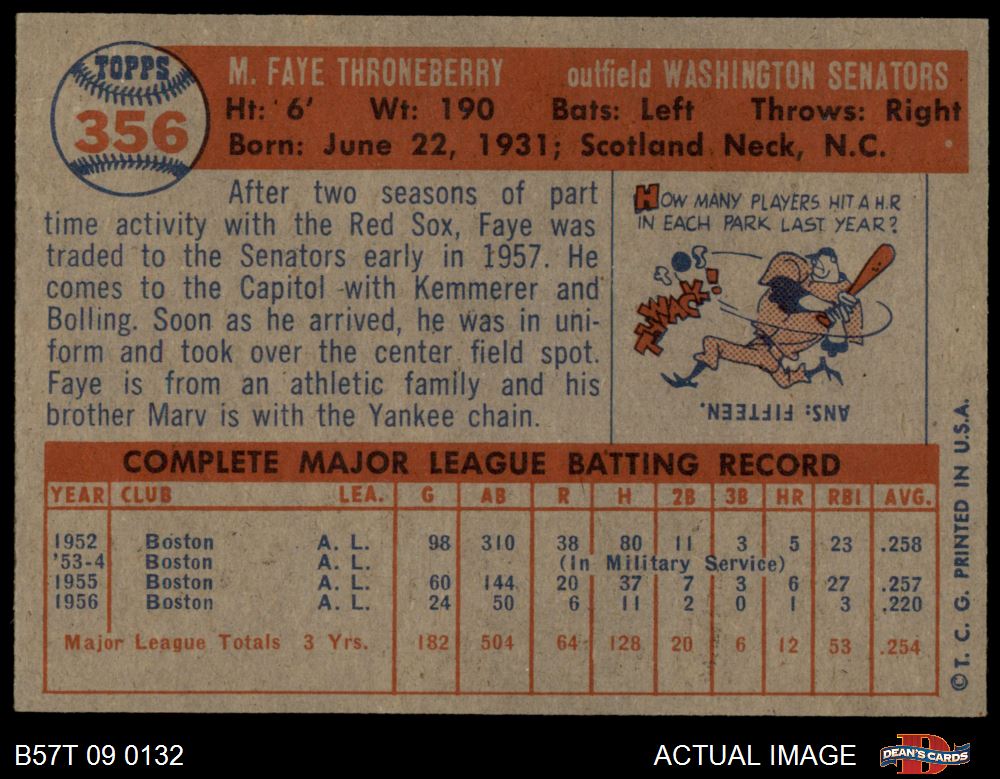 TOPPS
356
M. FAYE THRONEBERRY outfield WASHINGTON SENATORS
Ht: 6' Wt: 190 Bats: Left Throws: Right
Born: June 22, 1931; Scotland Neck, N.C.
After two seasons of part
time activity with the Red Sox, Faye was
traded to the Senators early in 1957. He
comes to the Capitol with Kemmerer and
Bolling. Soon as he arrived, he was in uni-
form and took over the center field spot.
Faye is from an athletic family and his
brother Marv is with the Yankee chain.
HOW MANY PLAYERS HIT A H.R
IN EACH PARK LAST YEAR?
THWACK!
ANS: FIFTEEN.
COMPLETE MAJOR LEAGUE BATTING RECORD
YEAR CLUB LEA. G AB R H 2B 3B HR RBI AVG.
1952 Boston A. L. 98 310 38 80 11 3 5 23 .258
'53-4 Boston A. L. (In Military Service)
1955 Boston A. L. 60 144 20 37 7 3 6 27 .257
1956 Boston A. L. 24 50 6 11 2 0 1 3 .220
Major League Totals 3 Yrs. 182 504 64 128 20 6 12 53 .254
© T. C. G. PRINTED IN U.S.A.
B57T 09 0132
ACTUAL IMAGE
DEAN'S CARDS